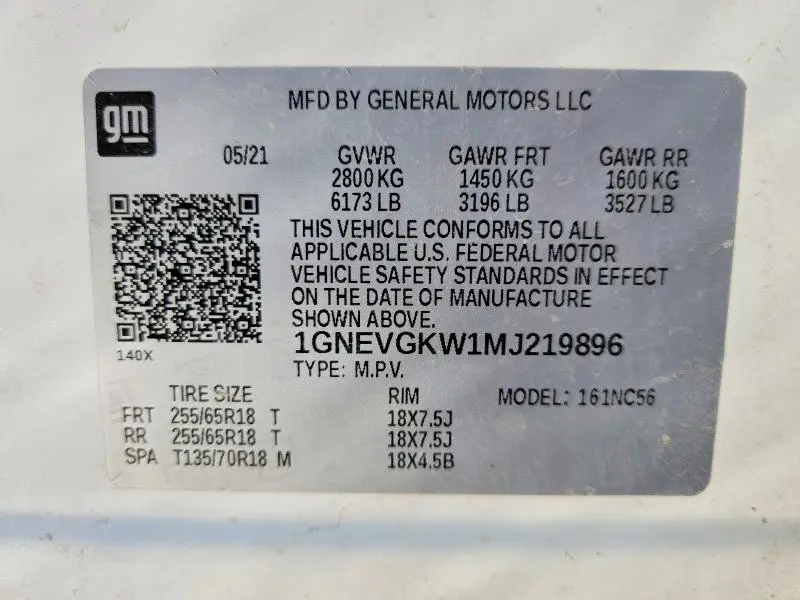 gm
MFD BY GENERAL MOTORS LLC
05/21 GVWR GAWR FRT GAWR RR
2800 KG 1450 KG 1600 KG
6173 LB 3196 LB 3527 LB
THIS VEHICLE CONFORMS TO ALL
APPLICABLE U.S. FEDERAL MOTOR
VEHICLE SAFETY STANDARDS IN EFFECT
ON THE DATE OF MANUFACTURE
SHOWN ABOVE.
1GNEVGKW1MJ219896
140X
TYPE: M.P.V.
TIRE SIZE RIM MODEL: 161NC56
FRT 255/65R18 T 18X7.5J
RR 255/65R18 T 18X7.5J
SPA T135/70R18 M 18X4.5B